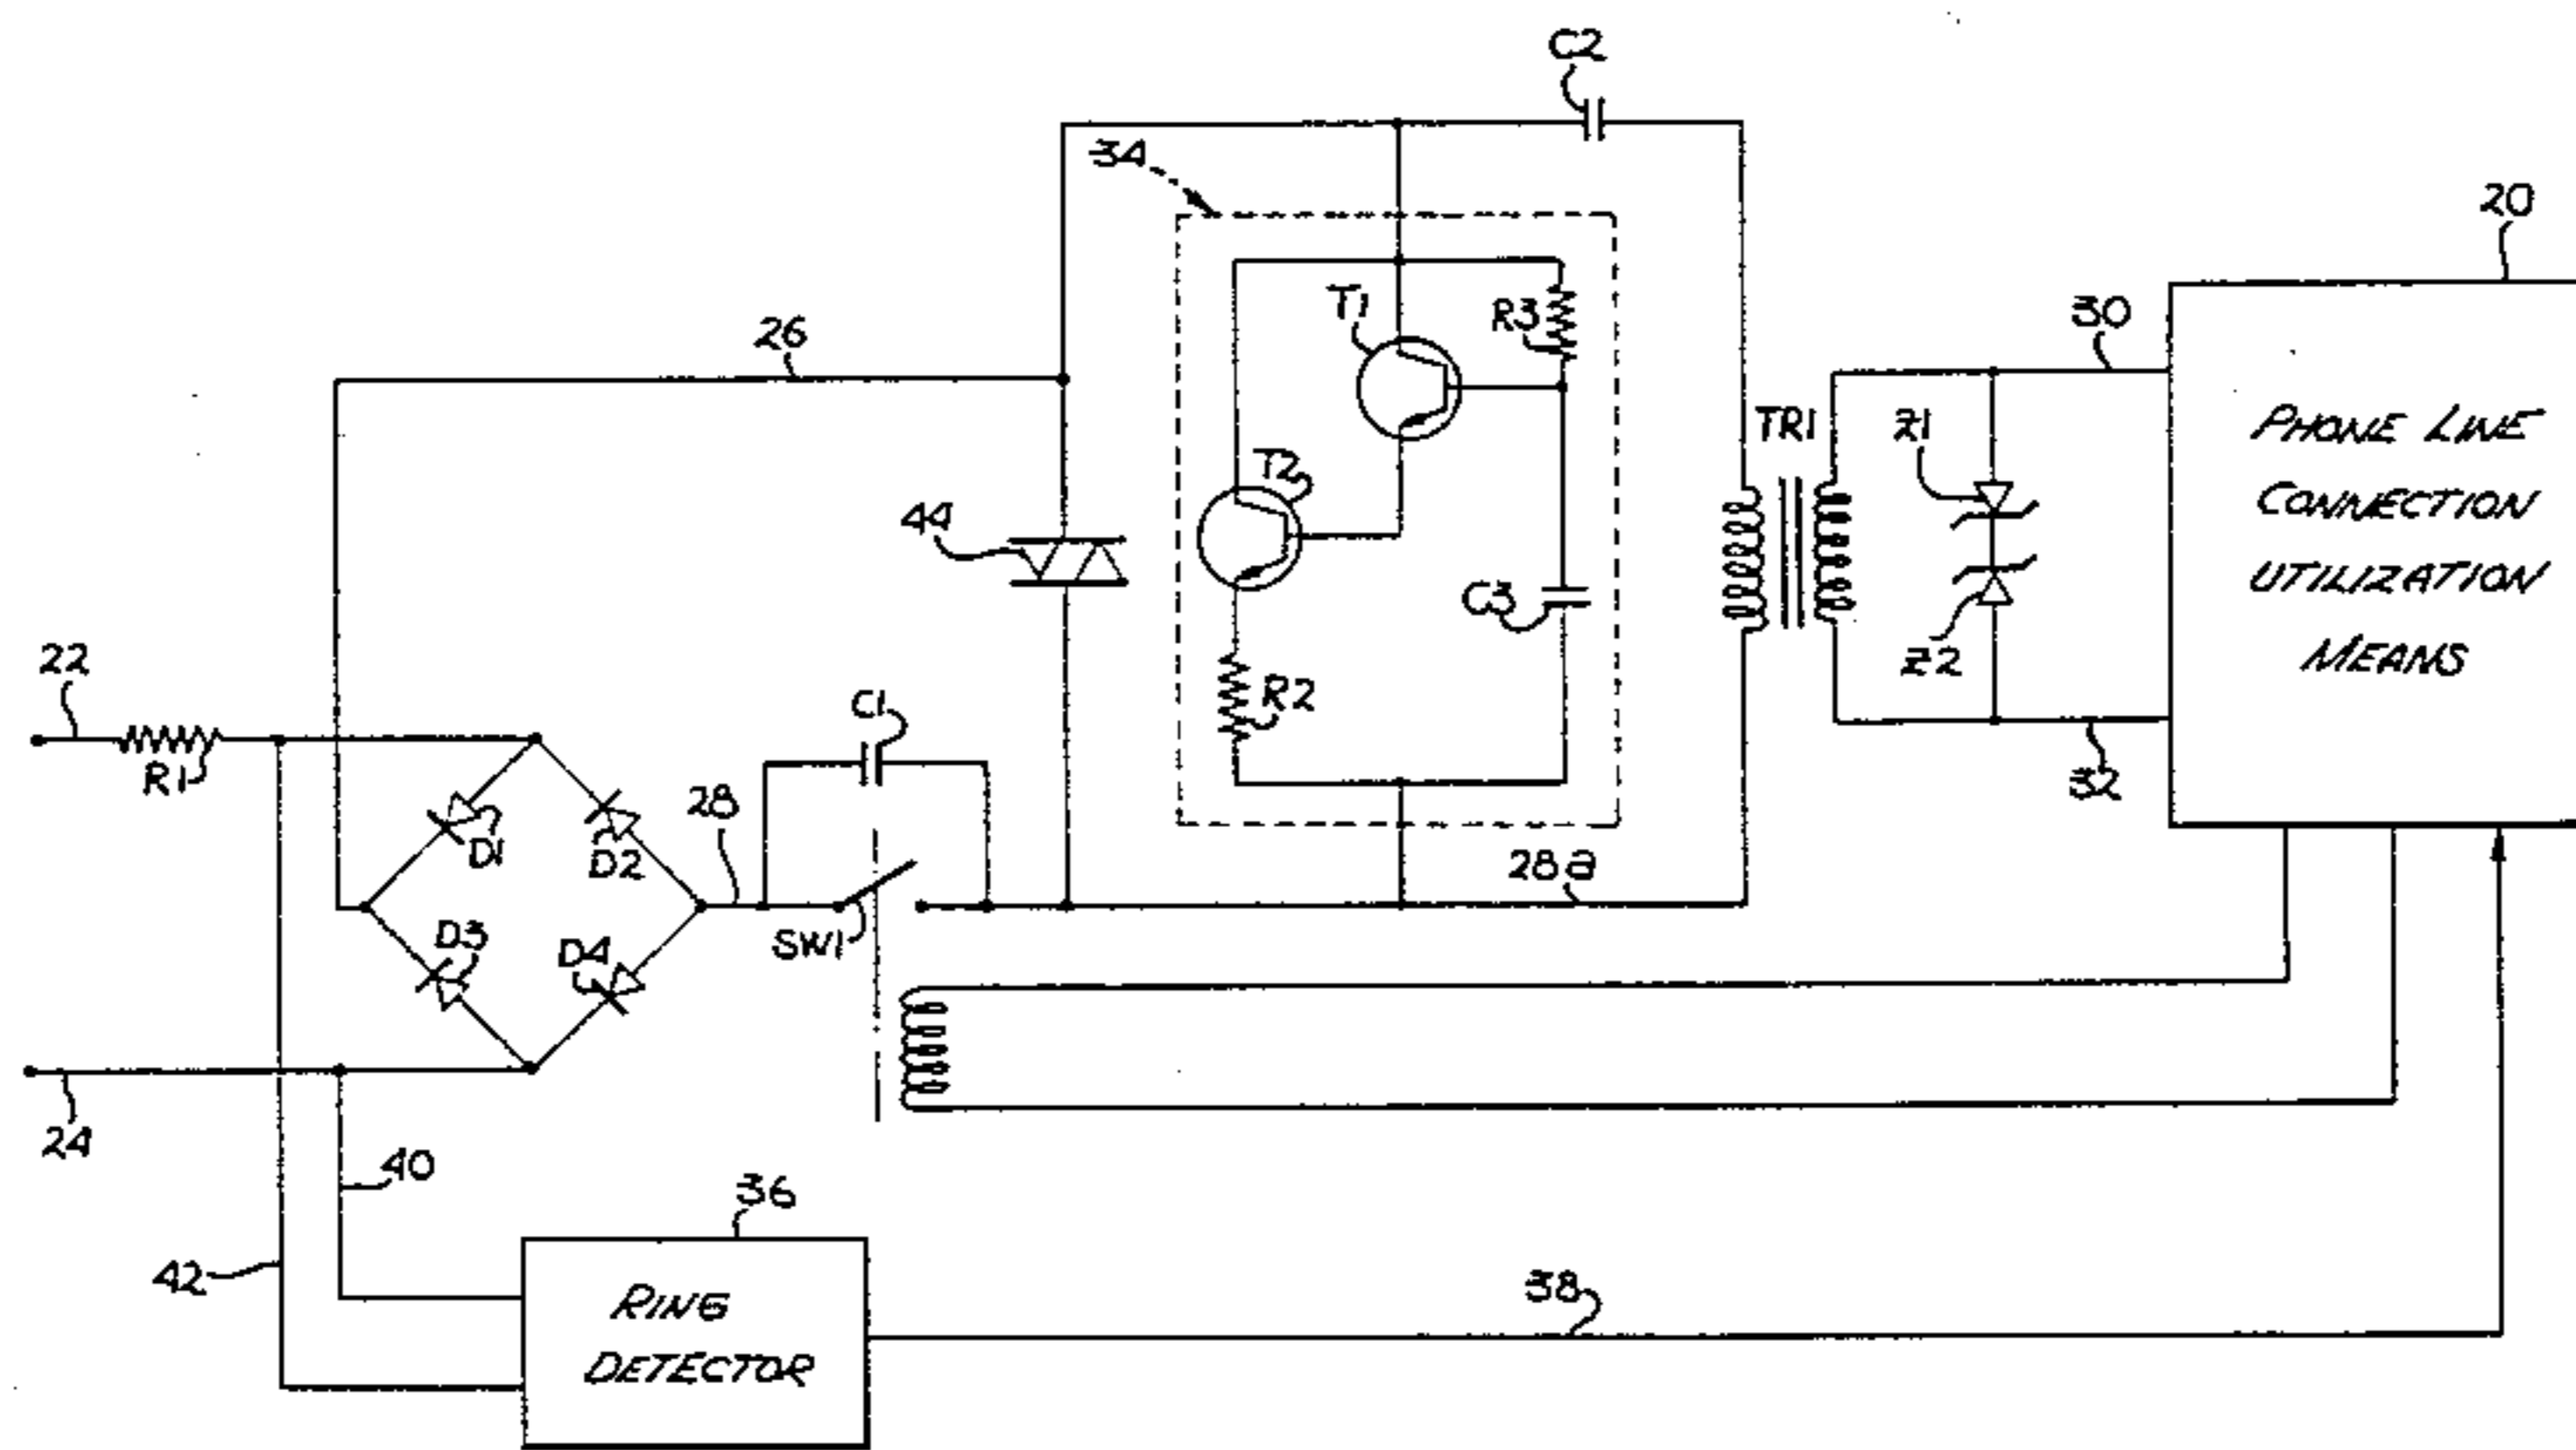 C2
34
20
T1
R3
30
26
TR1
Z1
PHONE LINE
CONNECTION
UTILIZATION
MEANS
T2
44
C3
Z2
22
R2
C1
R1
32
28
D1
D2
28a
SW1
D3
D4
24
40
36
42
RING
DETECTOR
38